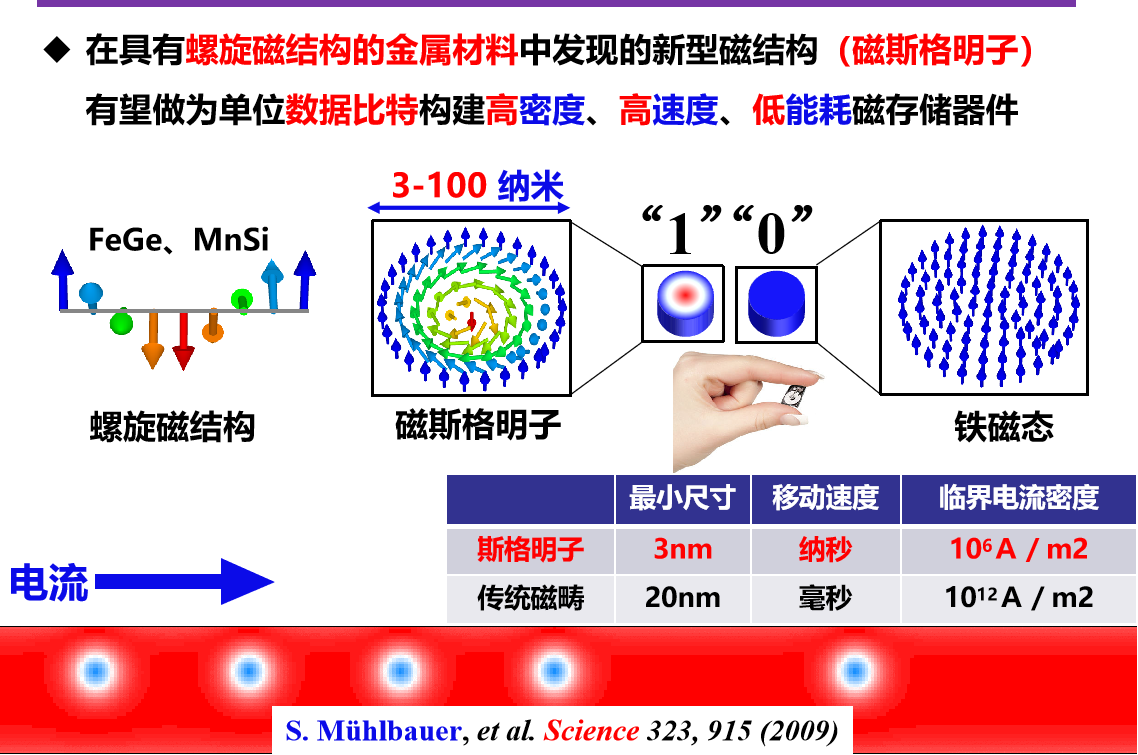 在具有螺旋磁结构的金属材料中发现的新型磁结构（磁斯格明子）
有望做为单位数据比特构建高密度、高速度、低能耗磁存储器件
3-100 纳米
FeGe、MnSi
“1”“0”
螺旋磁结构
磁斯格明子
铁磁态
最小尺寸 移动速度 临界电流密度
斯格明子 3nm 纳秒 10⁶ A / m2
传统磁畴 20nm 毫秒 10¹² A / m2
电流
S. Mühlbauer, et al. Science 323, 915 (2009)